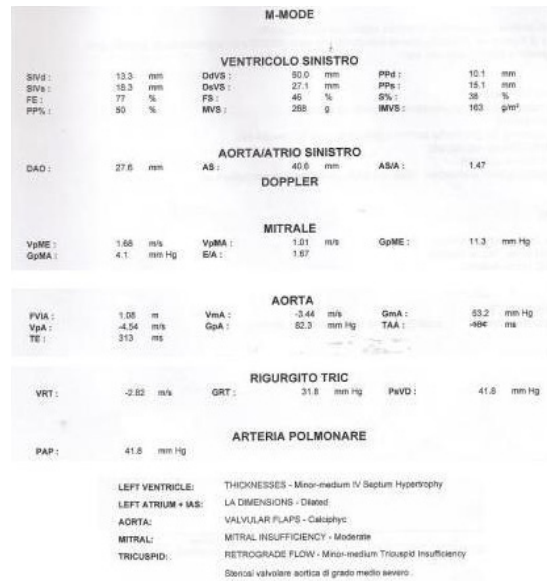 M-MODE
VENTRICOLO SINISTRO
SIVd : 13.3 mm DdVS : 50.0 mm PPd : 10.1 mm
SIVs : 18.3 mm DsVS : 27.1 mm PPs : 15.1 mm
FE : 77 % FS : 46 % S% : 38 %
PP% : 50 % MVS : 288 g IMVS : 163 g/m²
AORTA/ATRIO SINISTRO
DAO : 27.6 mm AS : 40.6 mm AS/A : 1.47
DOPPLER
MITRALE
VpME : 1.68 m/s VpMA : 1.01 m/s GpME : 11.3 mm Hg
GpMA : 4.1 mm Hg E/A : 1.67
AORTA
FVIA : 1.08 m VmA : -3.44 m/s GmA : 53.2 mm Hg
VpA : -4.54 m/s GpA : 82.3 mm Hg TAA : ms
TE : 313 ms
RIGURGITO TRIC
VRT : -2.82 m/s GRT : 31.8 mm Hg PsVD : 41.8 mm Hg
ARTERIA POLMONARE
PAP : 41.8 mm Hg
LEFT VENTRICLE: THICKNESSES - Minor-medium IV Septum Hypertrophy
LEFT ATRIUM + IAS: LA DIMENSIONS - Dilated
AORTA: VALVULAR FLAPS - Calciphyc
MITRAL: MITRAL INSUFFICIENCY - Moderate
TRICUSPID: RETROGRADE FLOW - Minor-medium Tricuspid Insufficiency
Stenosi valvolare aortica di grado medio severo .